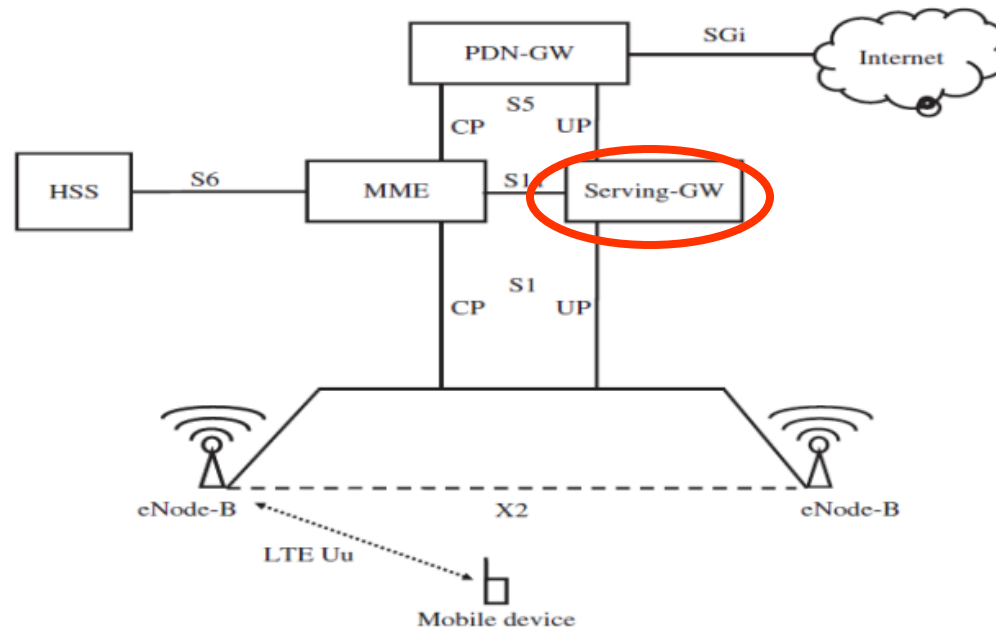 SGi
PDN-GW
Internet
S5
CP
UP
HSS
S6
MME
S1
Serving-GW
S1
CP
UP
eNode-B
X2
eNode-B
LTE Uu
Mobile device